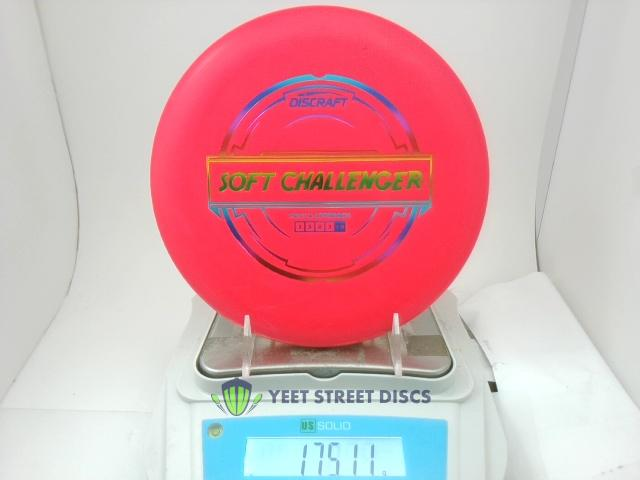 DISCRAFT
SOFT CHALLENGER
YEET STREET DISCS
US SOLID
175.11 g